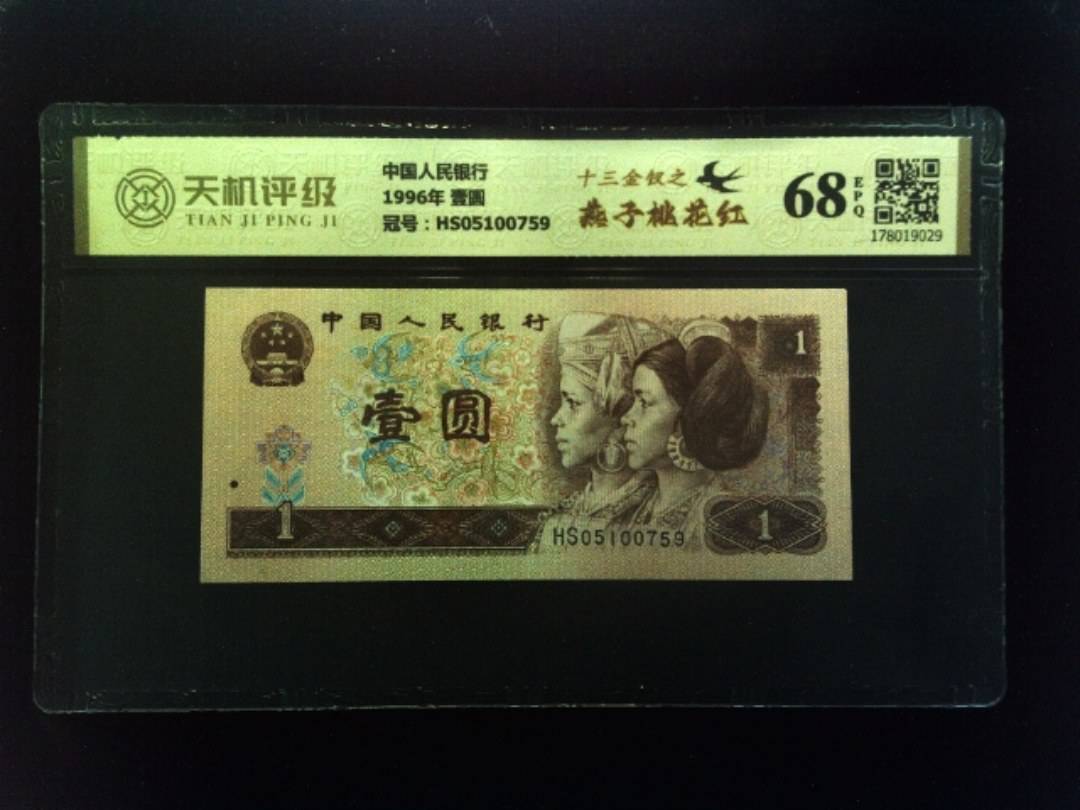 天机评级
TIAN JI PING JI
中国人民银行
1996年 壹圆
冠号：HS05100759
十三金钗之
燕子桃花红
68
EPQ
178019029
中国人民银行
壹圆
1
1
HS05100759
1